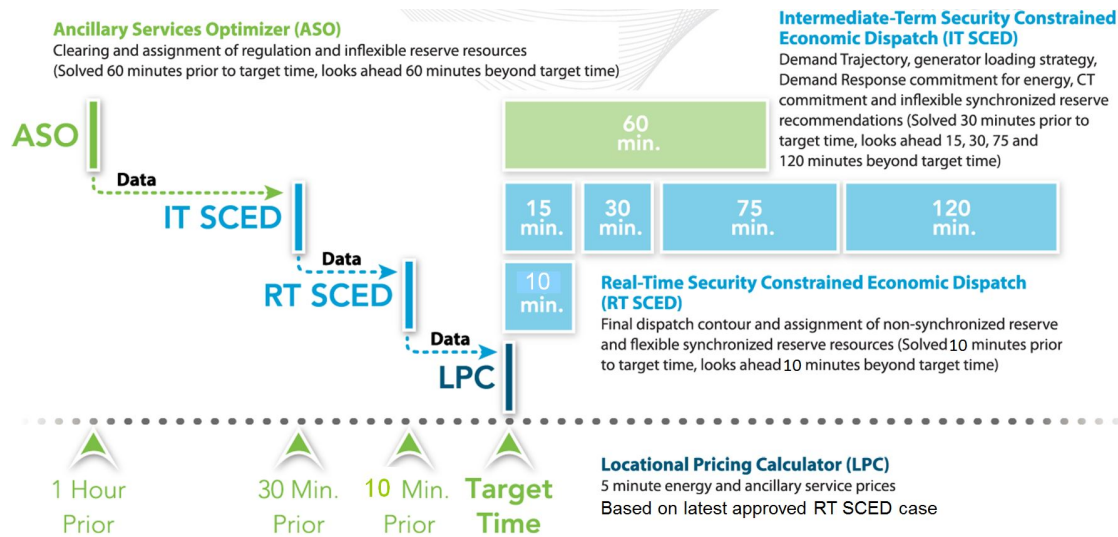 Ancillary Services Optimizer (ASO)
Clearing and assignment of regulation and inflexible reserve resources
(Solved 60 minutes prior to target time, looks ahead 60 minutes beyond target time)
Intermediate-Term Security Constrained
Economic Dispatch (IT SCED)
Demand Trajectory, generator loading strategy,
Demand Response commitment for energy, CT
commitment and inflexible synchronized reserve
recommendations (Solved 30 minutes prior to
target time, looks ahead 15, 30, 75 and
120 minutes beyond target time)
ASO
60
min.
Data
IT SCED
15
min.
30
min.
75
min.
120
min.
Data
RT SCED
10
min.
Real-Time Security Constrained Economic Dispatch
(RT SCED)
Final dispatch contour and assignment of non-synchronized reserve
and flexible synchronized reserve resources (Solved 10 minutes prior
to target time, looks ahead 10 minutes beyond target time)
Data
LPC
1 Hour
Prior
30 Min.
Prior
10 Min.
Prior
Target
Time
Locational Pricing Calculator (LPC)
5 minute energy and ancillary service prices
Based on latest approved RT SCED case